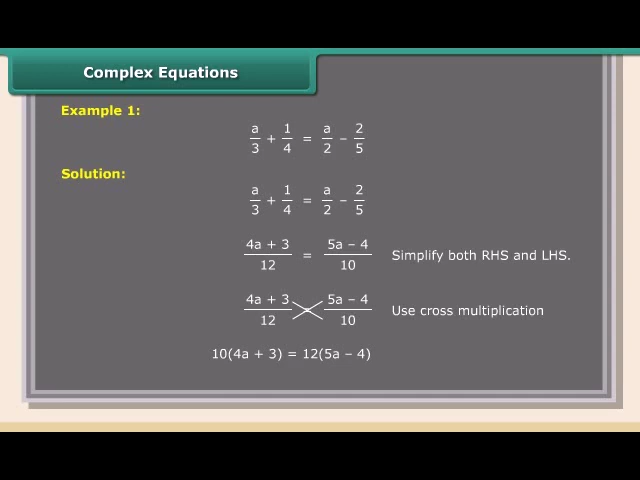 Complex Equations
Example 1:
a/3 + 1/4 = a/2 – 2/5
Solution:
a/3 + 1/4 = a/2 – 2/5
4a + 3/12 = 5a – 4/10 Simplify both RHS and LHS.
4a + 3/12 = 5a – 4/10 Use cross multiplication
10(4a + 3) = 12(5a – 4)